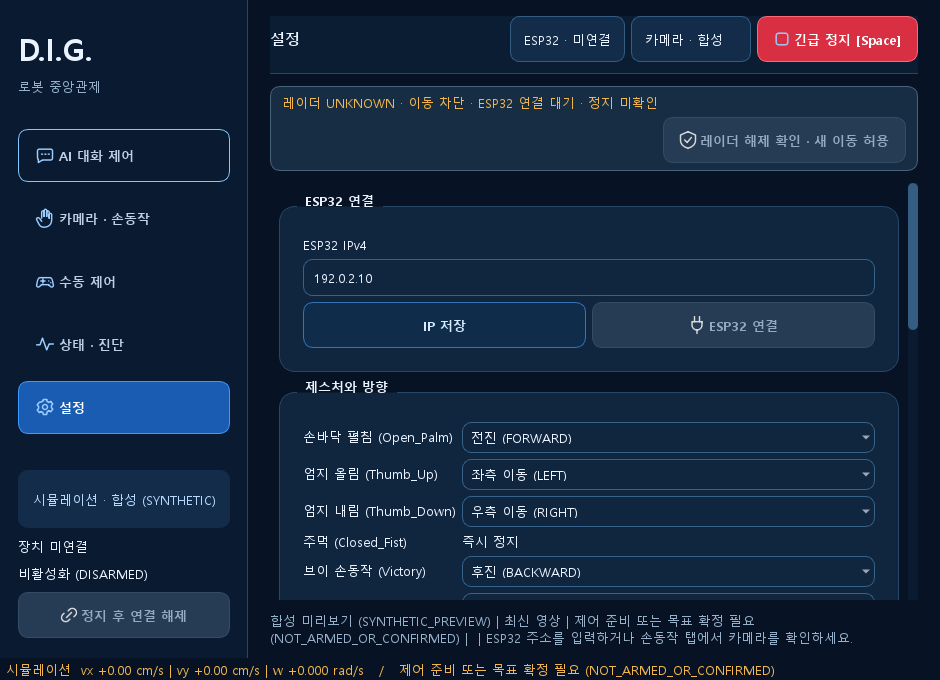 D.I.G.
로봇 중앙관제
AI 대화 제어
카메라 · 손동작
수동 제어
상태 · 진단
설정
시뮬레이션 · 합성 (SYNTHETIC)
장치 미연결
비활성화 (DISARMED)
정지 후 연결 해제
설정
ESP32 · 미연결
카메라 · 합성
긴급 정지 [Space]
레이더 UNKNOWN · 이동 차단 · ESP32 연결 대기 · 정지 미확인
레이더 해제 확인 · 새 이동 허용
ESP32 연결
ESP32 IPv4
192.0.2.10
IP 저장
ESP32 연결
제스처와 방향
손바닥 펼침 (Open_Palm)
전진 (FORWARD)
엄지 올림 (Thumb_Up)
좌측 이동 (LEFT)
엄지 내림 (Thumb_Down)
우측 이동 (RIGHT)
주먹 (Closed_Fist)
즉시 정지
브이 손동작 (Victory)
후진 (BACKWARD)
합성 미리보기 (SYNTHETIC_PREVIEW) | 최신 영상 | 제어 준비 또는 목표 확정 필요
(NOT_ARMED_OR_CONFIRMED) | | ESP32 주소를 입력하거나 손동작 탭에서 카메라를 확인하세요.
시뮬레이션 vx +0.00 cm/s | vy +0.00 cm/s | w +0.000 rad/s / 제어 준비 또는 목표 확정 필요 (NOT_ARMED_OR_CONFIRMED)